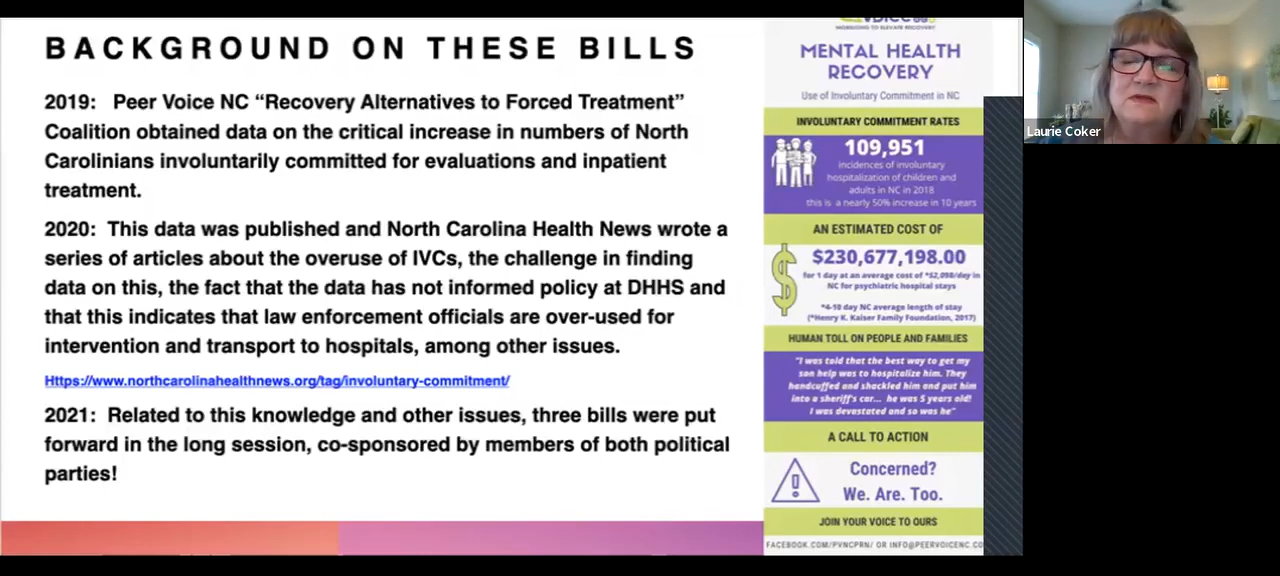 BACKGROUND ON THESE BILLS
2019: Peer Voice NC “Recovery Alternatives to Forced Treatment”
Coalition obtained data on the critical increase in numbers of North
Carolinians involuntarily committed for evaluations and inpatient
treatment.
2020: This data was published and North Carolina Health News wrote a
series of articles about the overuse of IVCs, the challenge in finding
data on this, the fact that the data has not informed policy at DHHS and
that this indicates that law enforcement officials are over-used for
intervention and transport to hospitals, among other issues.
Https://www.northcarolinahealthnews.org/tag/involuntary-commitment/
2021: Related to this knowledge and other issues, three bills were put
forward in the long session, co-sponsored by members of both political
parties!
MOBILIZING TO ELEVATE RECOVERY
MENTAL HEALTH
RECOVERY
Use of Involuntary Commitment in NC
INVOLUNTARY COMMITMENT RATES
109,951
incidences of involuntary
hospitalization of children and
adults in NC in 2018
this is a nearly 50% increase in 10 years
AN ESTIMATED COST OF
$
$230,677,198.00
for 1 day at an average cost of *$2,098/day in
NC for psychiatric hospital stays
*4-10 day NC average length of stay
(*Henry K. Kaiser Family Foundation, 2017)
HUMAN TOLL ON PEOPLE AND FAMILIES
"I was told that the best way to get my
son help was to hospitalize him. They
handcuffed and shackled him and put him
into a sheriff's car... he was 5 years old!
I was devastated and so was he"
A CALL TO ACTION
Concerned?
We. Are. Too.
JOIN YOUR VOICE TO OURS
FACEBOOK.COM/PVNCPRN/ OR INFO@PEERVOICENC.CO
Laurie Coker